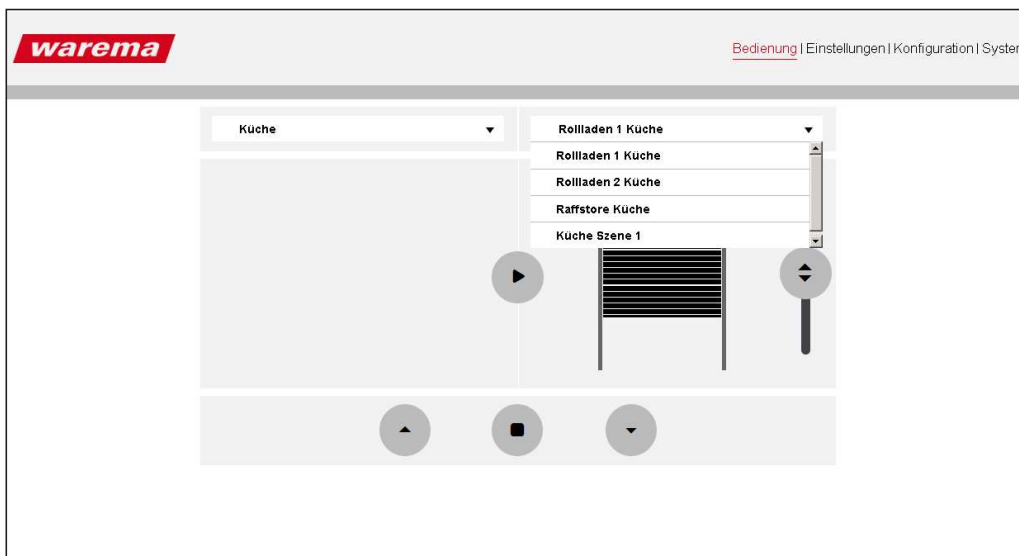 warema
Bedienung | Einstellungen | Konfiguration | System
Küche
Rollladen 1 Küche
Rollladen 1 Küche
Rollladen 2 Küche
Raffstore Küche
Küche Szene 1